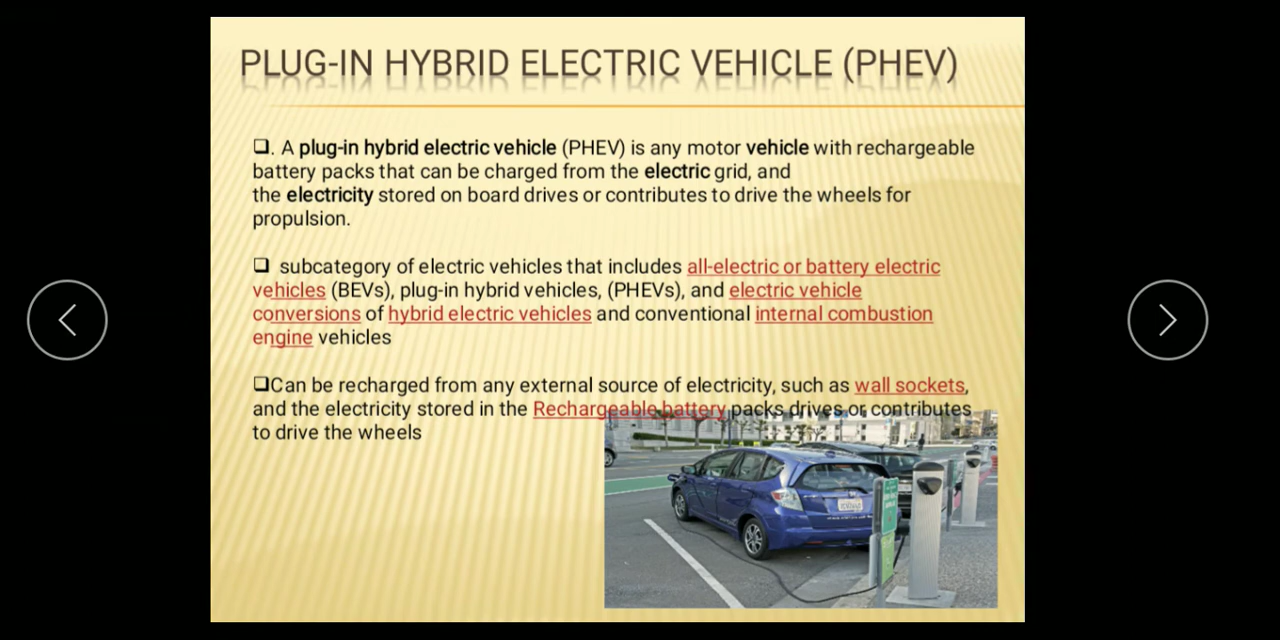 PLUG-IN HYBRID ELECTRIC VEHICLE (PHEV)
❑. A plug-in hybrid electric vehicle (PHEV) is any motor vehicle with rechargeable
battery packs that can be charged from the electric grid, and
the electricity stored on board drives or contributes to drive the wheels for
propulsion.
❑ subcategory of electric vehicles that includes all-electric or battery electric
vehicles (BEVs), plug-in hybrid vehicles, (PHEVs), and electric vehicle
conversions of hybrid electric vehicles and conventional internal combustion
engine vehicles
❑Can be recharged from any external source of electricity, such as wall sockets,
and the electricity stored in the Rechargeable battery packs drives or contributes
to drive the wheels